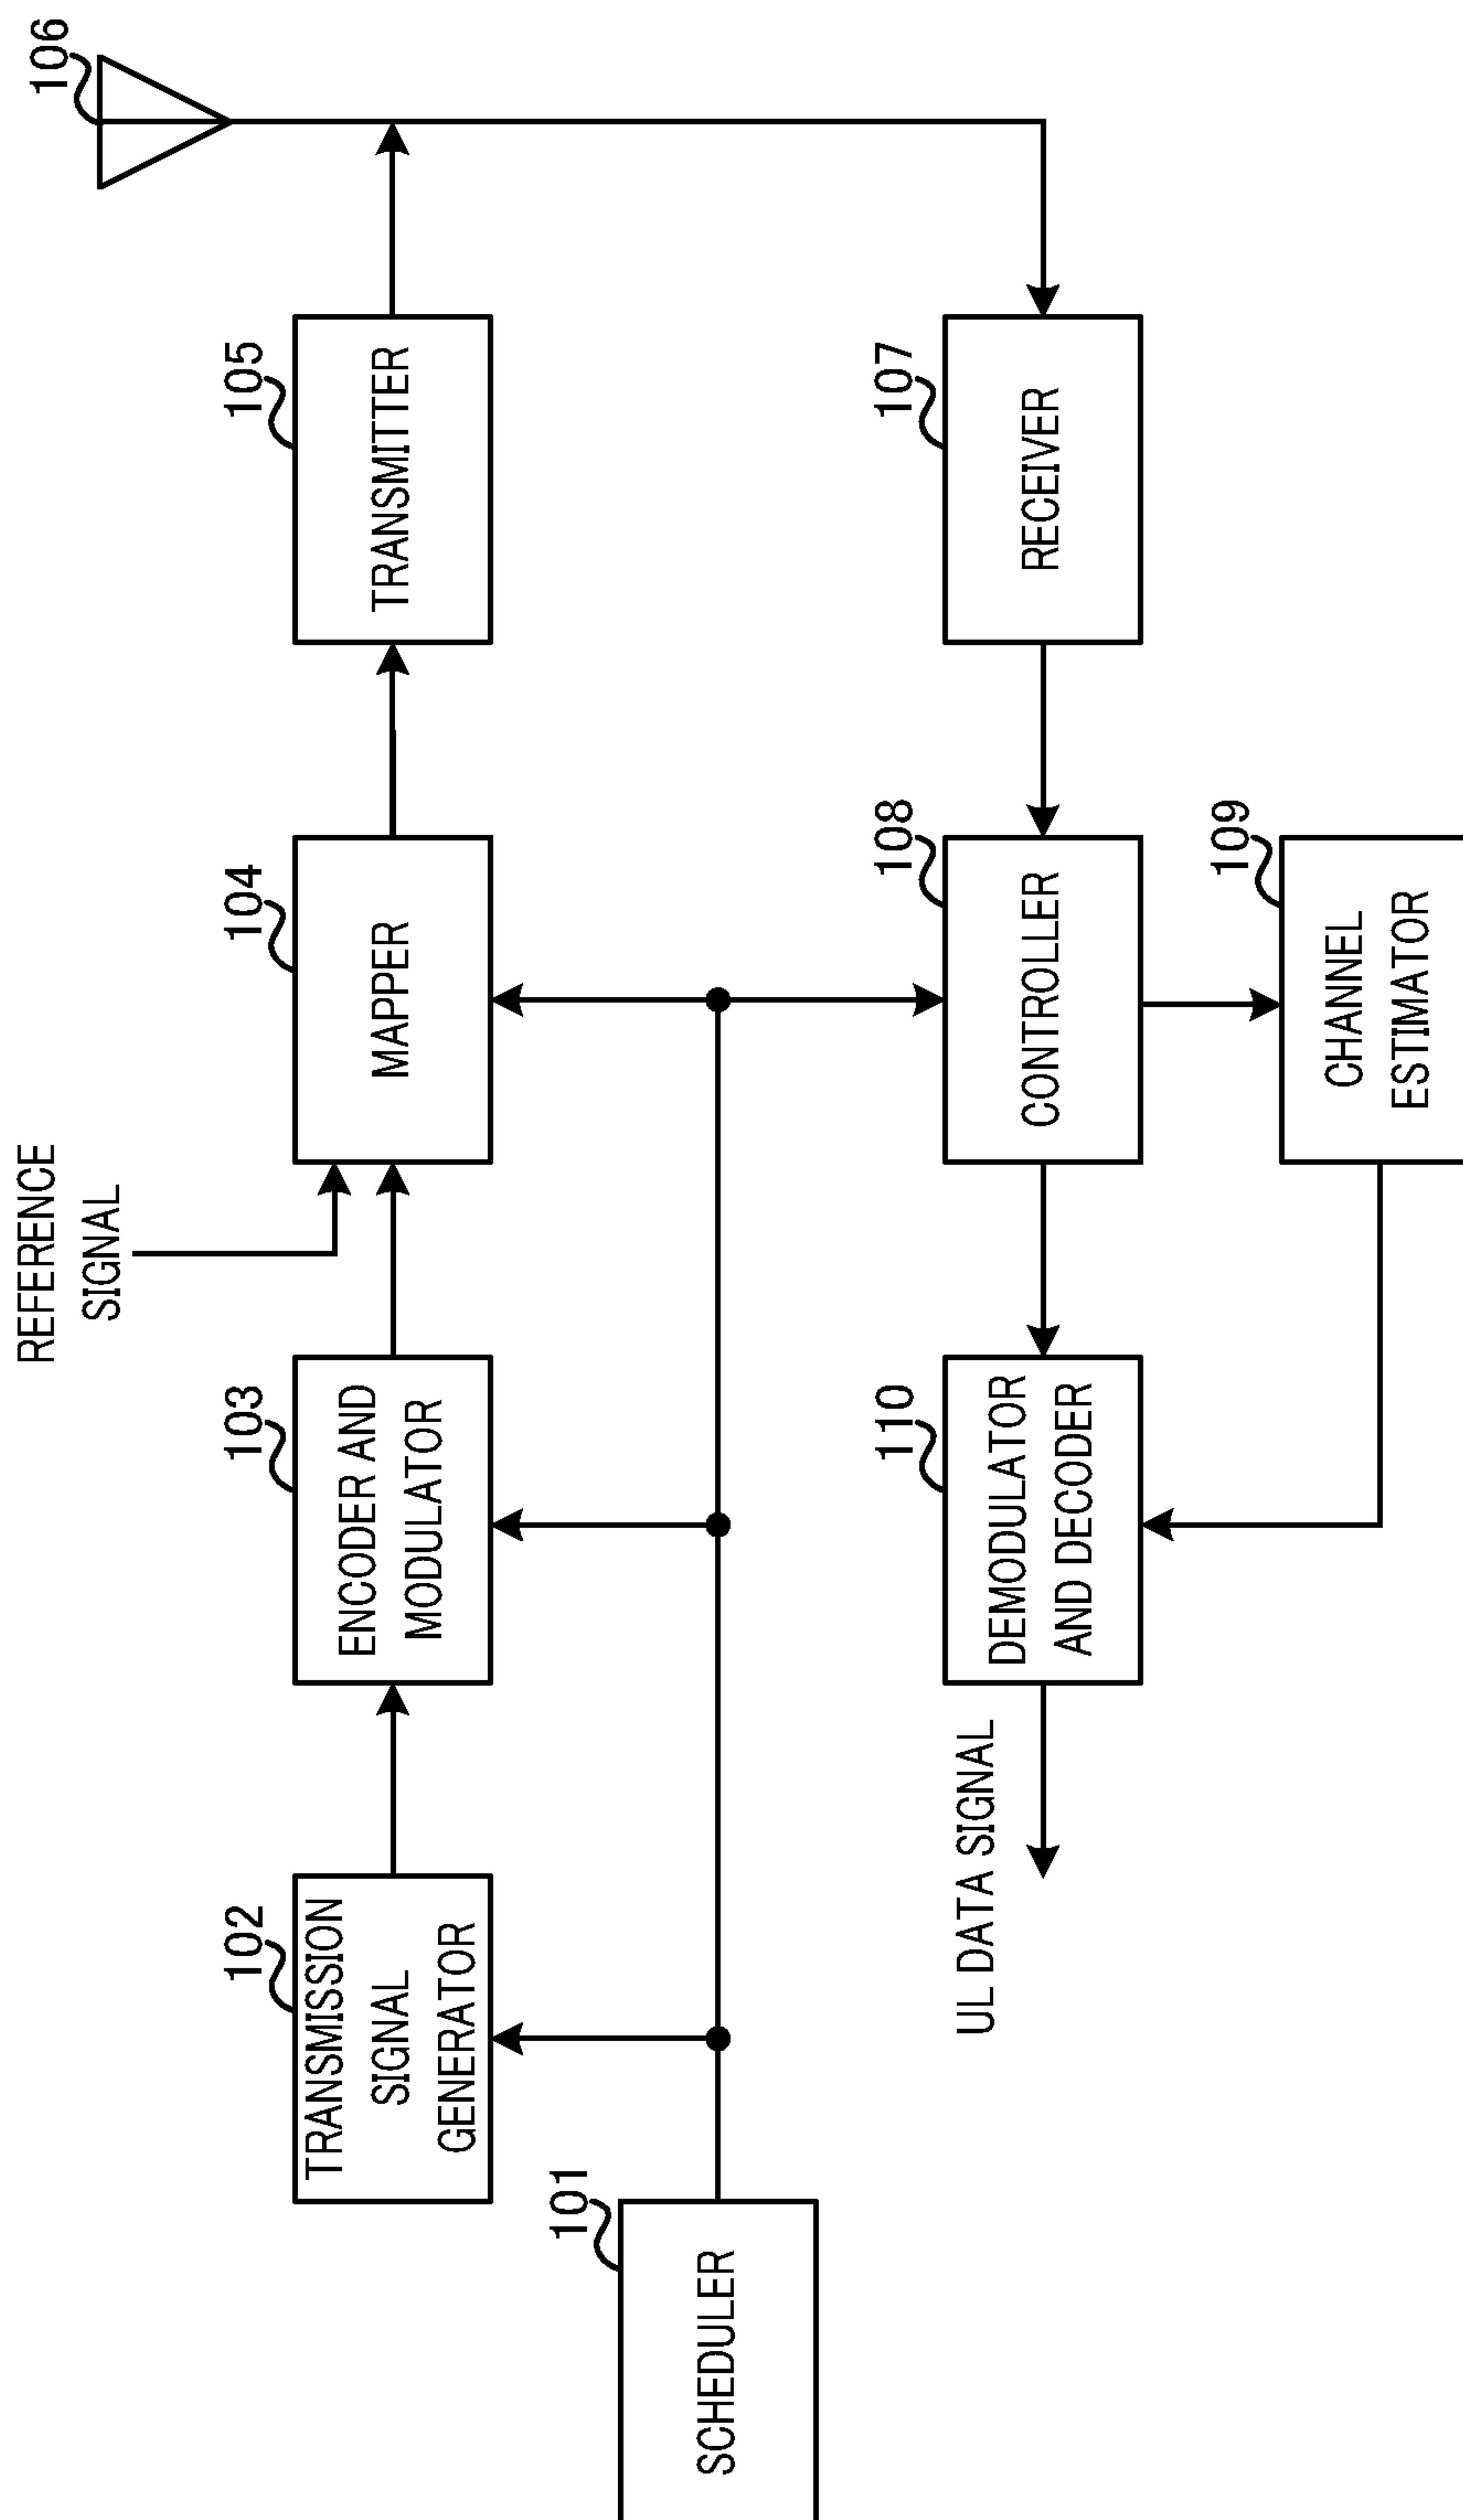 106
105
TRANSMITTER
107
RECEIVER
104
MAPPER
108
CONTROLLER
109
CHANNEL
ESTIMATOR
REFERENCE
SIGNAL
103
ENCODER AND
MODULATOR
110
DEMODULATOR
AND DECODER
102
TRANSMISSION
SIGNAL
GENERATOR
UL DATA SIGNAL
101
SCHEDULER